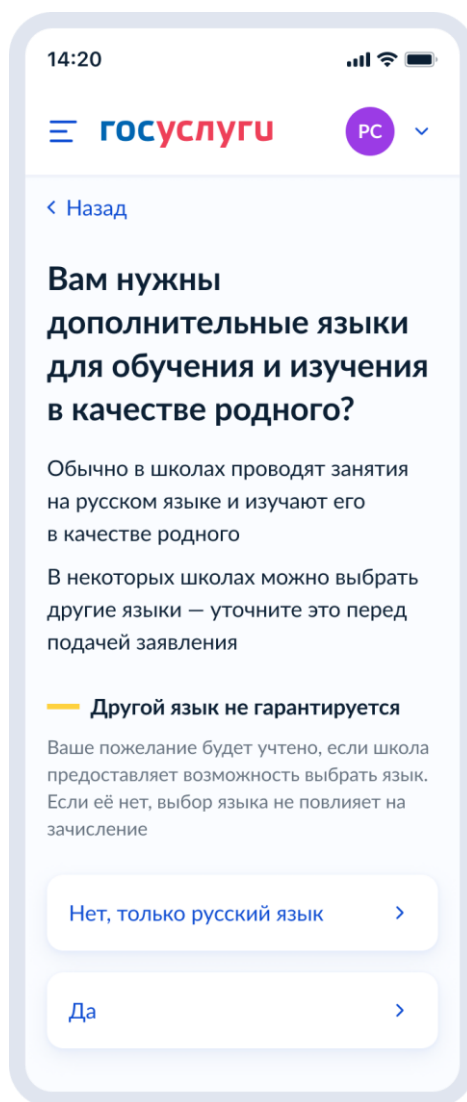 14:20
госуслуги
РС
Назад
Вам нужны
дополнительные языки
для обучения и изучения
в качестве родного?
Обычно в школах проводят занятия
на русском языке и изучают его
в качестве родного
В некоторых школах можно выбрать
другие языки — уточните это перед
подачей заявления
Другой язык не гарантируется
Ваше пожелание будет учтено, если школа
предоставляет возможность выбрать язык.
Если её нет, выбор языка не повлияет на
зачисление
Нет, только русский язык
Да